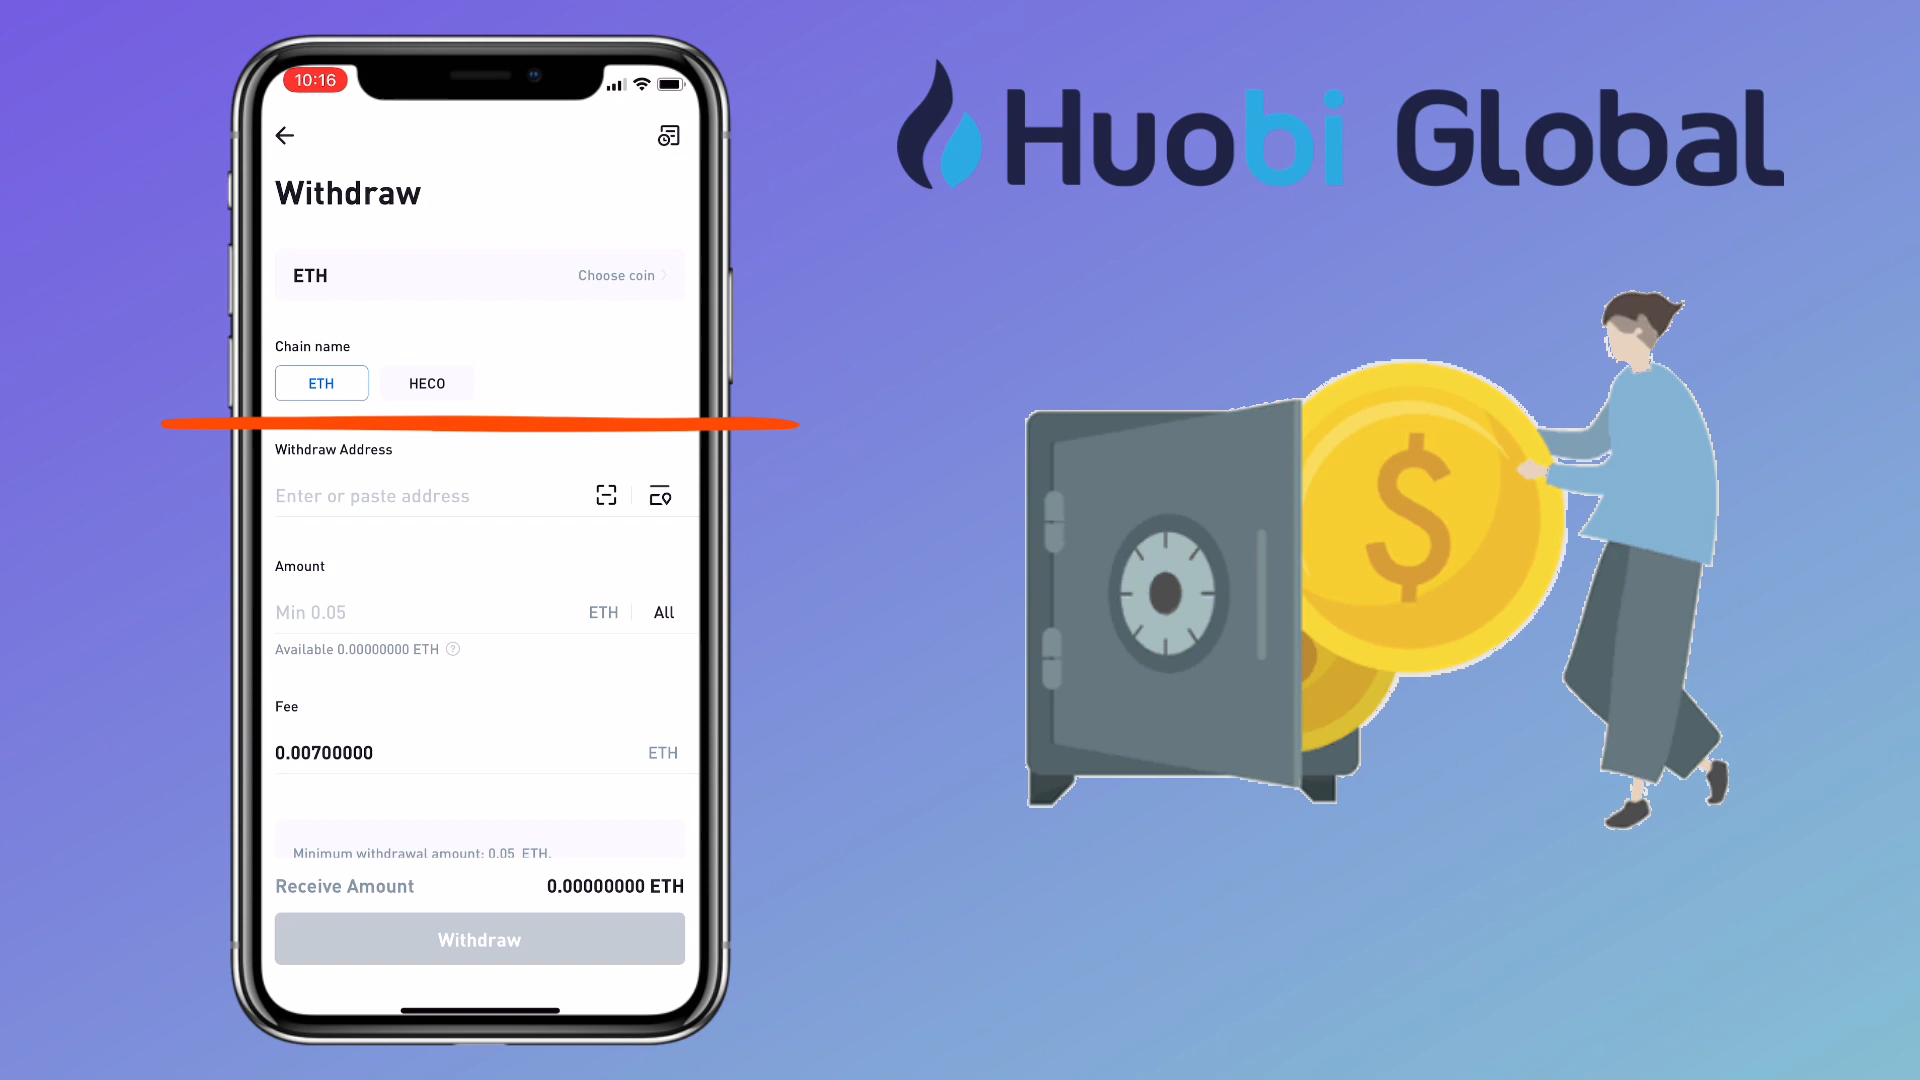 10:16
Huobi Global
Withdraw
ETH Choose coin
Chain name
ETH HECO
Withdraw Address
Enter or paste address
Amount
Min 0.05 ETH All
Available 0.00000000 ETH ?
Fee
0.00700000 ETH
Minimum withdrawal amount: 0.05 ETH.
Receive Amount 0.00000000 ETH
Withdraw
$